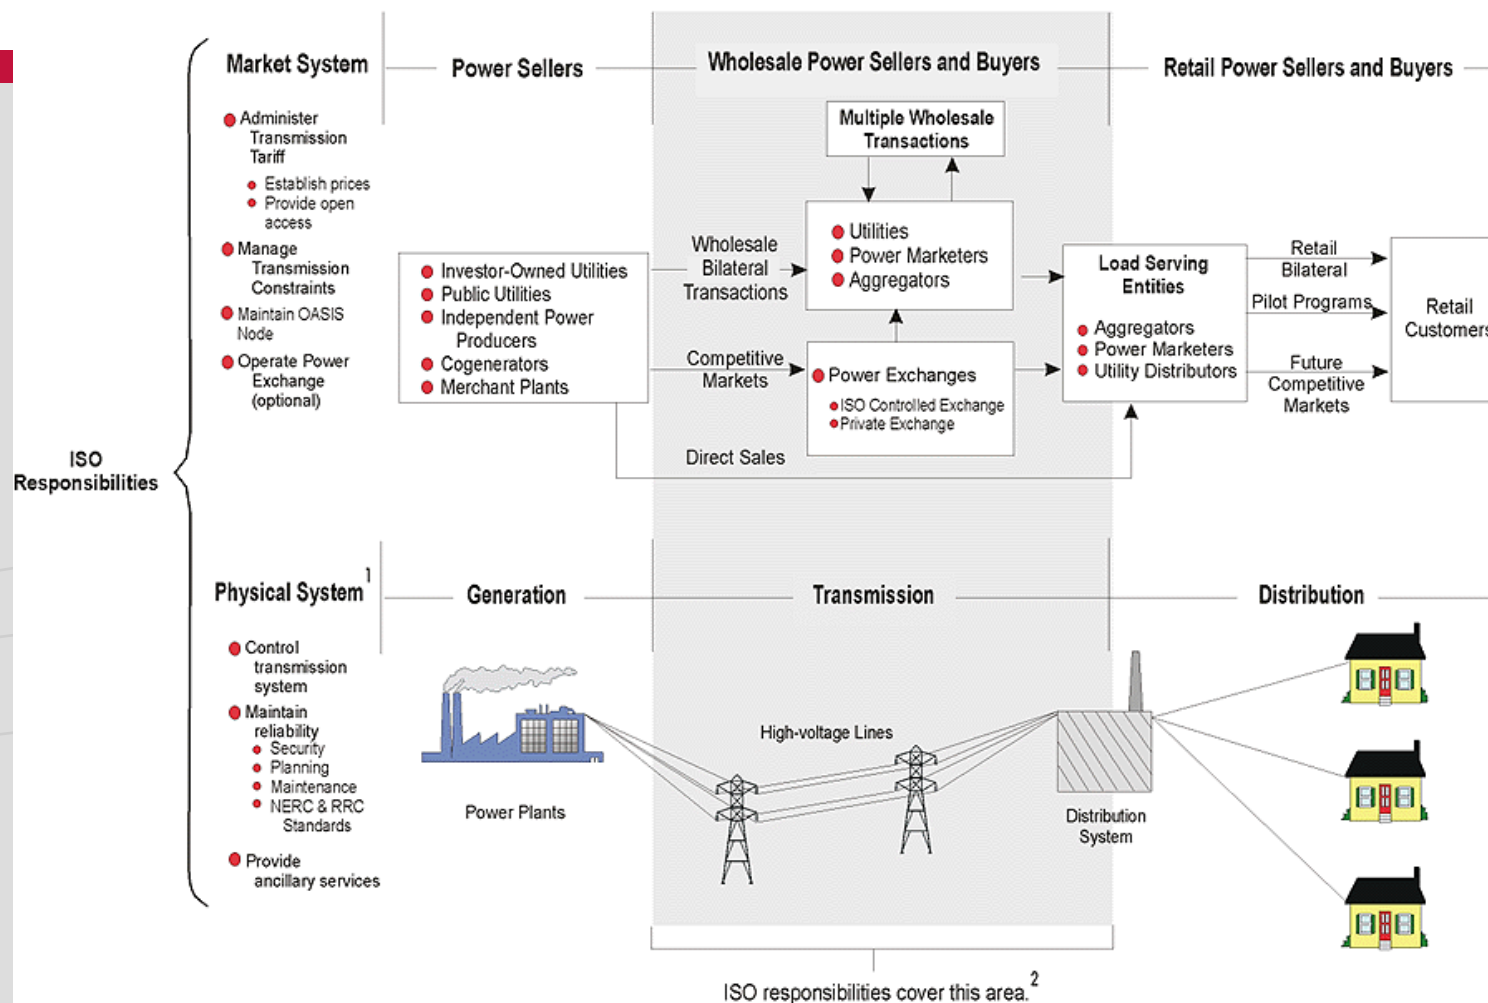 Market System
Power Sellers
Wholesale Power Sellers and Buyers
Retail Power Sellers and Buyers
Administer
Transmission
Tariff
Establish prices
Provide open
access
Manage
Transmission
Constraints
Maintain OASIS
Node
Operate Power
Exchange
(optional)
Investor-Owned Utilities
Public Utilities
Independent Power
Producers
Cogenerators
Merchant Plants
Wholesale
Bilateral
Transactions
Competitive
Markets
Direct Sales
Multiple Wholesale
Transactions
Utilities
Power Marketers
Aggregators
Power Exchanges
ISO Controlled Exchange
Private Exchange
Load Serving
Entities
Aggregators
Power Marketers
Utility Distributors
Retail
Bilateral
Pilot Programs
Future
Competitive
Markets
Retail
Customers
ISO
Responsibilities
Physical System 1
Generation
Transmission
Distribution
Control
transmission
system
Maintain
reliability
Security
Planning
Maintenance
NERC & RRC
Standards
Provide
ancillary services
Power Plants
High-voltage Lines
Distribution
System
ISO responsibilities cover this area. 2